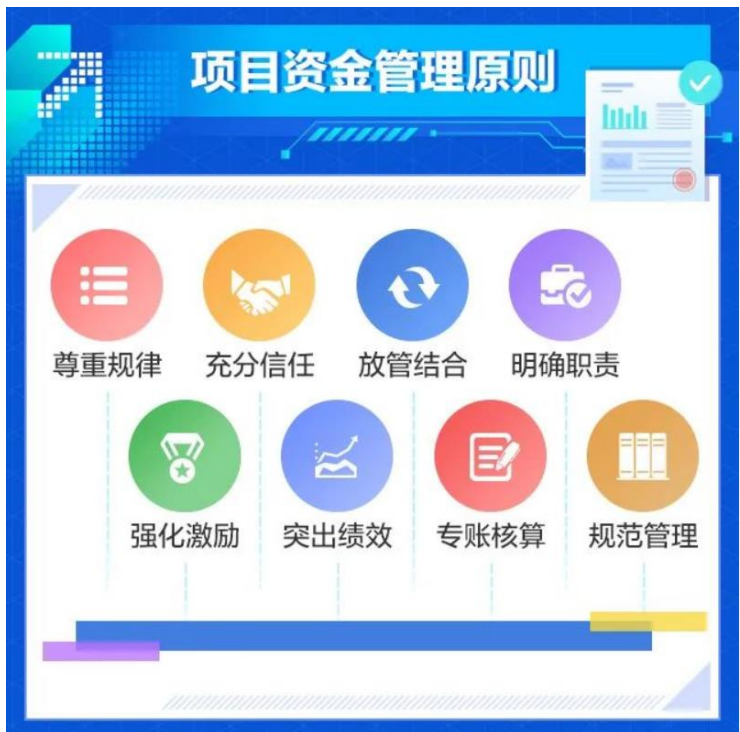 项目资金管理原则
尊重规律 充分信任 放管结合 明确职责
强化激励 突出绩效 专账核算 规范管理